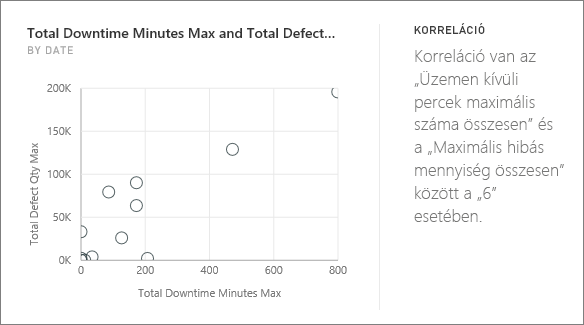 Total Downtime Minutes Max and Total Defect...
BY DATE
200K
150K
100K
50K
0K
0
200
400
600
800
Total Defect Qty Max
Total Downtime Minutes Max
KORRELÁCIÓ
Korreláció van az
„Üzemen kívüli
percek maximális
száma összesen” és
a „Maximális hibás
mennyiség összesen”
között a „6”
esetében.